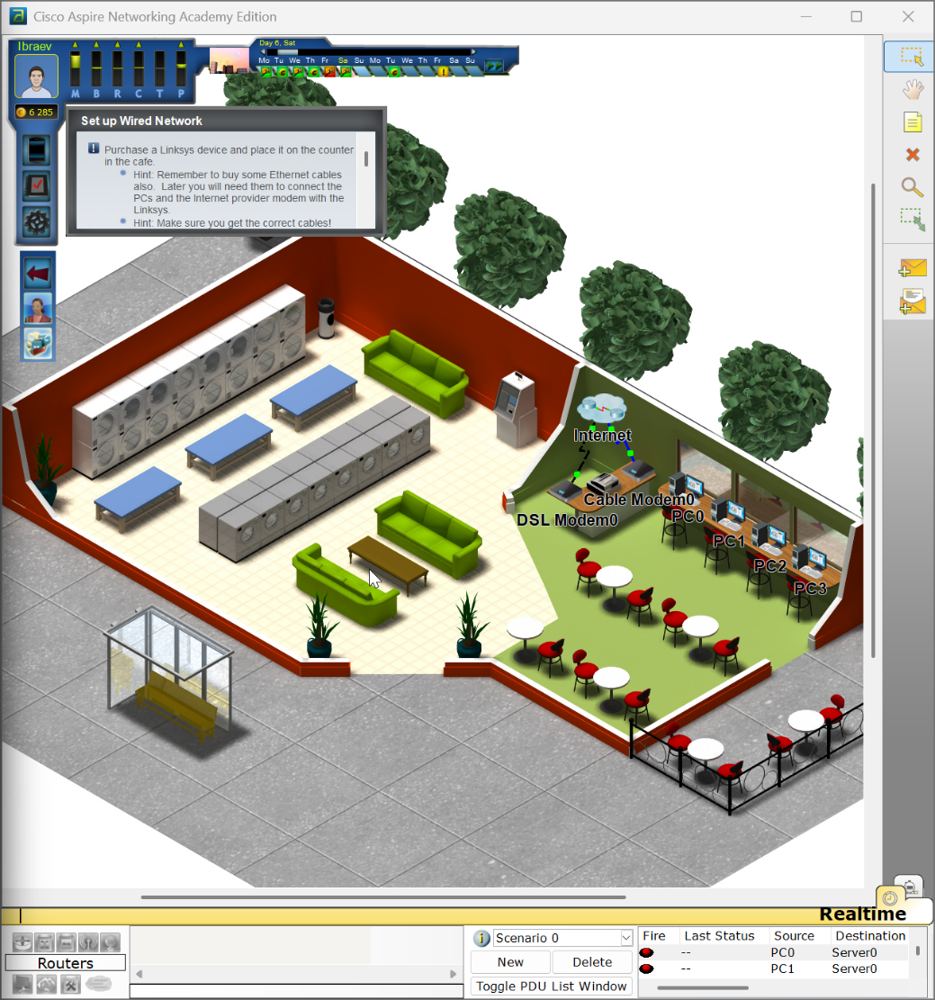 Cisco Aspire Networking Academy Edition
Ibraev
Day 6, Sat
Mo Tu We Th Fr Sa Su Mo Tu We Th Fr Sa Su
M B R C T P
6 285
Set up Wired Network
Purchase a Linksys device and place it on the counter
in the cafe.
Hint: Remember to buy some Ethernet cables
also. Later you will need them to connect the
PCs and the Internet provider modem with the
Linksys.
Hint: Make sure you get the correct cables!
Internet
Cable Modem0
DSL Modem0
PC0
PC1
PC2
PC3
Realtime
Routers
Scenario 0
New
Delete
Toggle PDU List Window
Fire Last Status Source Destination
-- PC0 Server0
-- PC1 Server0